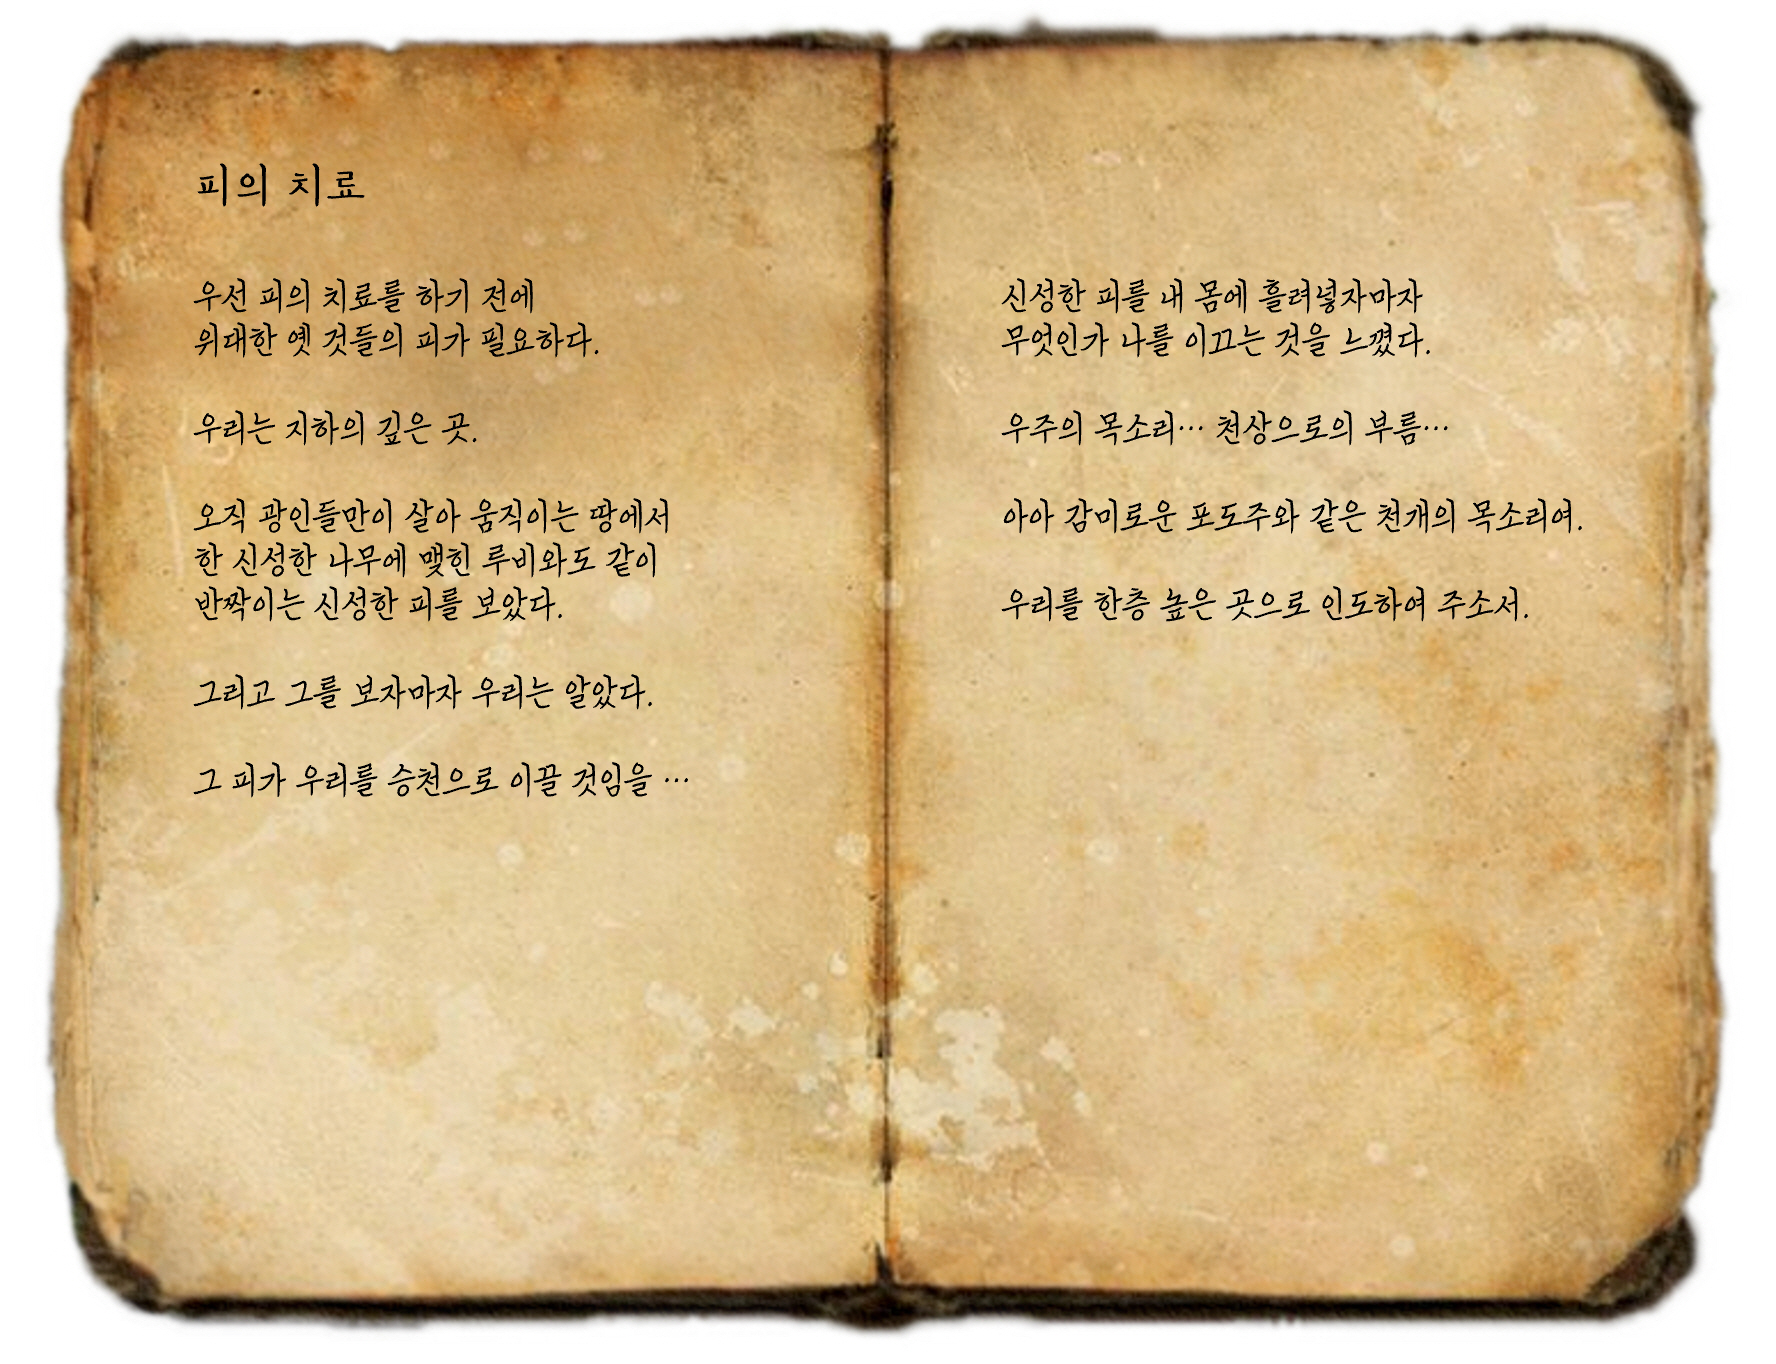 피의 치료
우선 피의 치료를 하기 전에
위대한 옛 것들의 피가 필요하다.
우리는 지하의 깊은 곳.
오직 광인들만이 살아 움직이는 땅에서
한 신성한 나무에 맺힌 루비와도 같이
반짝이는 신성한 피를 보았다.
그리고 그를 보자마자 우리는 알았다.
그 피가 우리를 승천으로 이끌 것임을 …
신성한 피를 내 몸에 흘려넣자마자
무엇인가 나를 이끄는 것을 느꼈다.
우주의 목소리… 천상으로의 부름…
아아 감미로운 포도주와 같은 천개의 목소리여.
우리를 한층 높은 곳으로 인도하여 주소서.